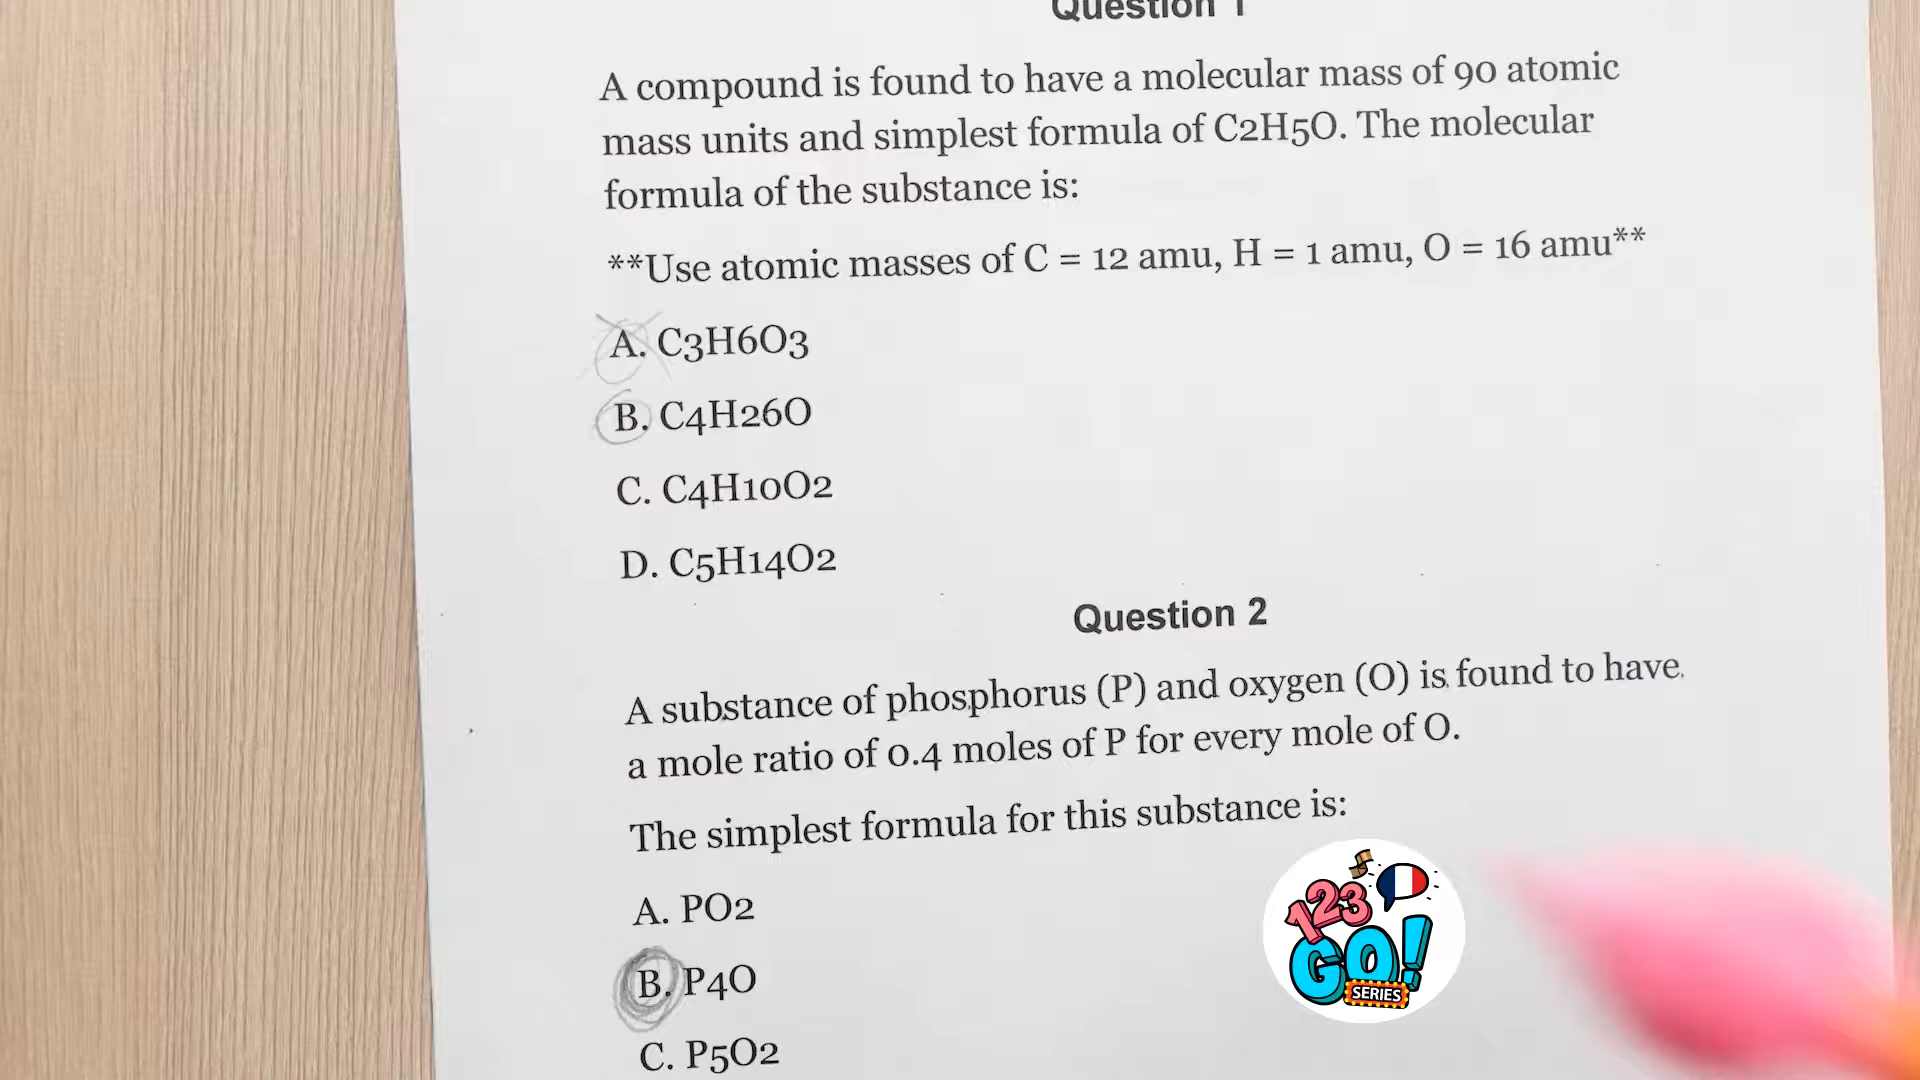 Question 1
A compound is found to have a molecular mass of 90 atomic
mass units and simplest formula of C2H5O. The molecular
formula of the substance is:
**Use atomic masses of C = 12 amu, H = 1 amu, O = 16 amu**
A. C3H6O3
B. C4H26O
C. C4H10O2
D. C5H14O2
Question 2
A substance of phosphorus (P) and oxygen (O) is found to have
a mole ratio of 0.4 moles of P for every mole of O.
The simplest formula for this substance is:
A. PO2
B. P4O
C. P5O2
123
GO!
SERIES